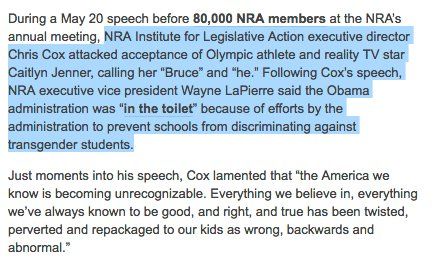 During a May 20 speech before 80,000 NRA members at the NRA's
annual meeting, NRA Institute for Legislative Action executive director
Chris Cox attacked acceptance of Olympic athlete and reality TV star
Caitlyn Jenner, calling her “Bruce” and “he.” Following Cox's speech,
NRA executive vice president Wayne LaPierre said the Obama
administration was “in the toilet” because of efforts by the
administration to prevent schools from discriminating against
transgender students.
Just moments into his speech, Cox lamented that “the America we
know is becoming unrecognizable. Everything we believe in, everything
we've always known to be good, and right, and true has been twisted,
perverted and repackaged to our kids as wrong, backwards and
abnormal.”